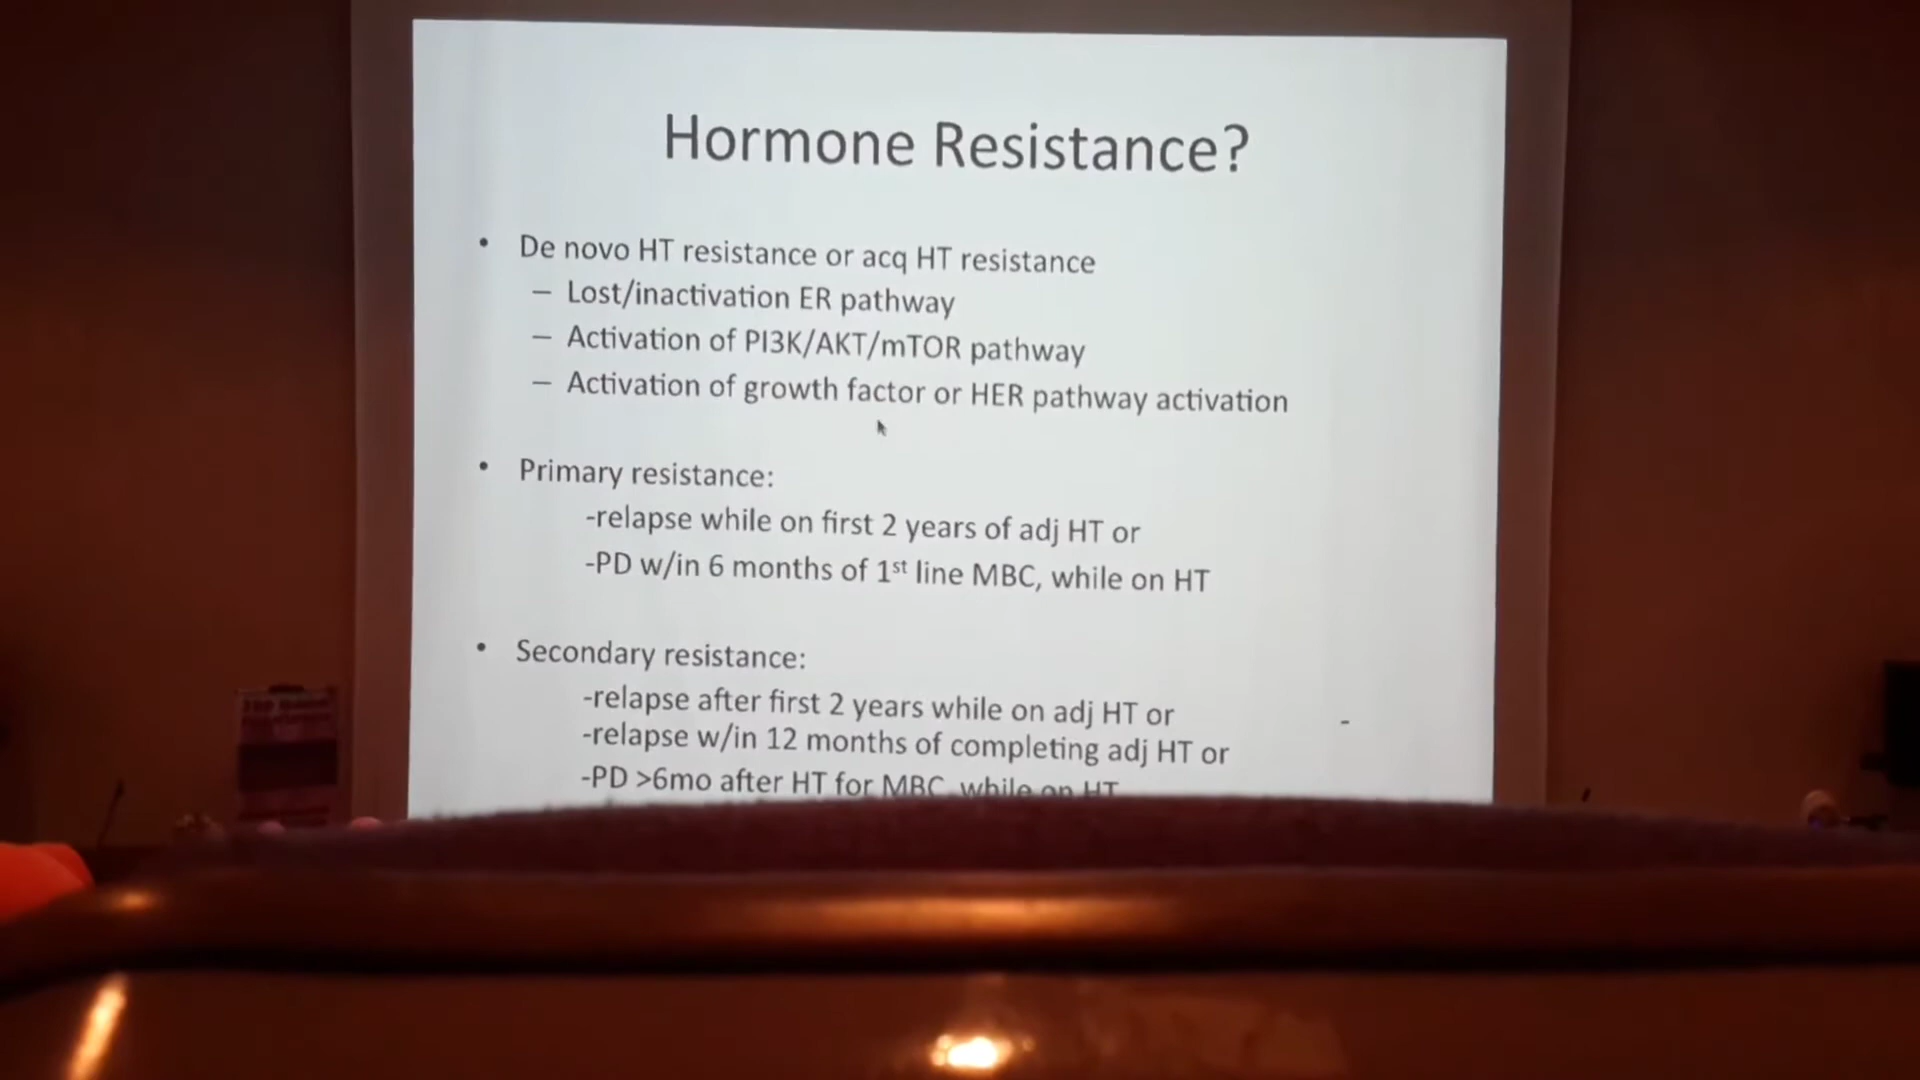 Hormone Resistance?
• De novo HT resistance or acq HT resistance
– Lost/inactivation ER pathway
– Activation of PI3K/AKT/mTOR pathway
– Activation of growth factor or HER pathway activation
• Primary resistance:
-relapse while on first 2 years of adj HT or
-PD w/in 6 months of 1st line MBC, while on HT
• Secondary resistance:
-relapse after first 2 years while on adj HT or
-relapse w/in 12 months of completing adj HT or
-PD >6mo after HT for MBC, while on HT